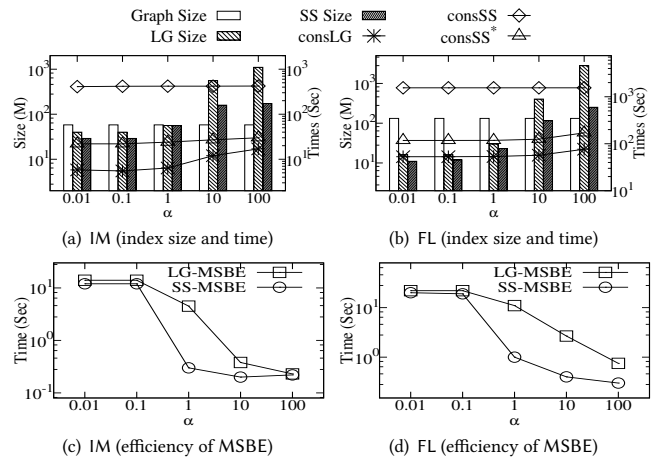 Graph Size SS Size consSS
LG Size consLG consSS*
Size (M) 10^3 10^2 10^1 0.01 0.1 1 10 100 α 10^3 10^2 10^1 Times (Sec)
(a) IM (index size and time)
Size (M) 10^3 10^2 10^1 0.01 0.1 1 10 100 α 10^3 10^2 10^1 Times (Sec)
(b) FL (index size and time)
Time (Sec) 10^1 10^0 10^-1 LG-MSBE
SS-MSBE
0.01 0.1 1 10 100
α
(c) IM (efficiency of MSBE)
Time (Sec) 10^1 10^0 LG-MSBE
SS-MSBE
0.01 0.1 1 10 100
α
(d) FL (efficiency of MSBE)